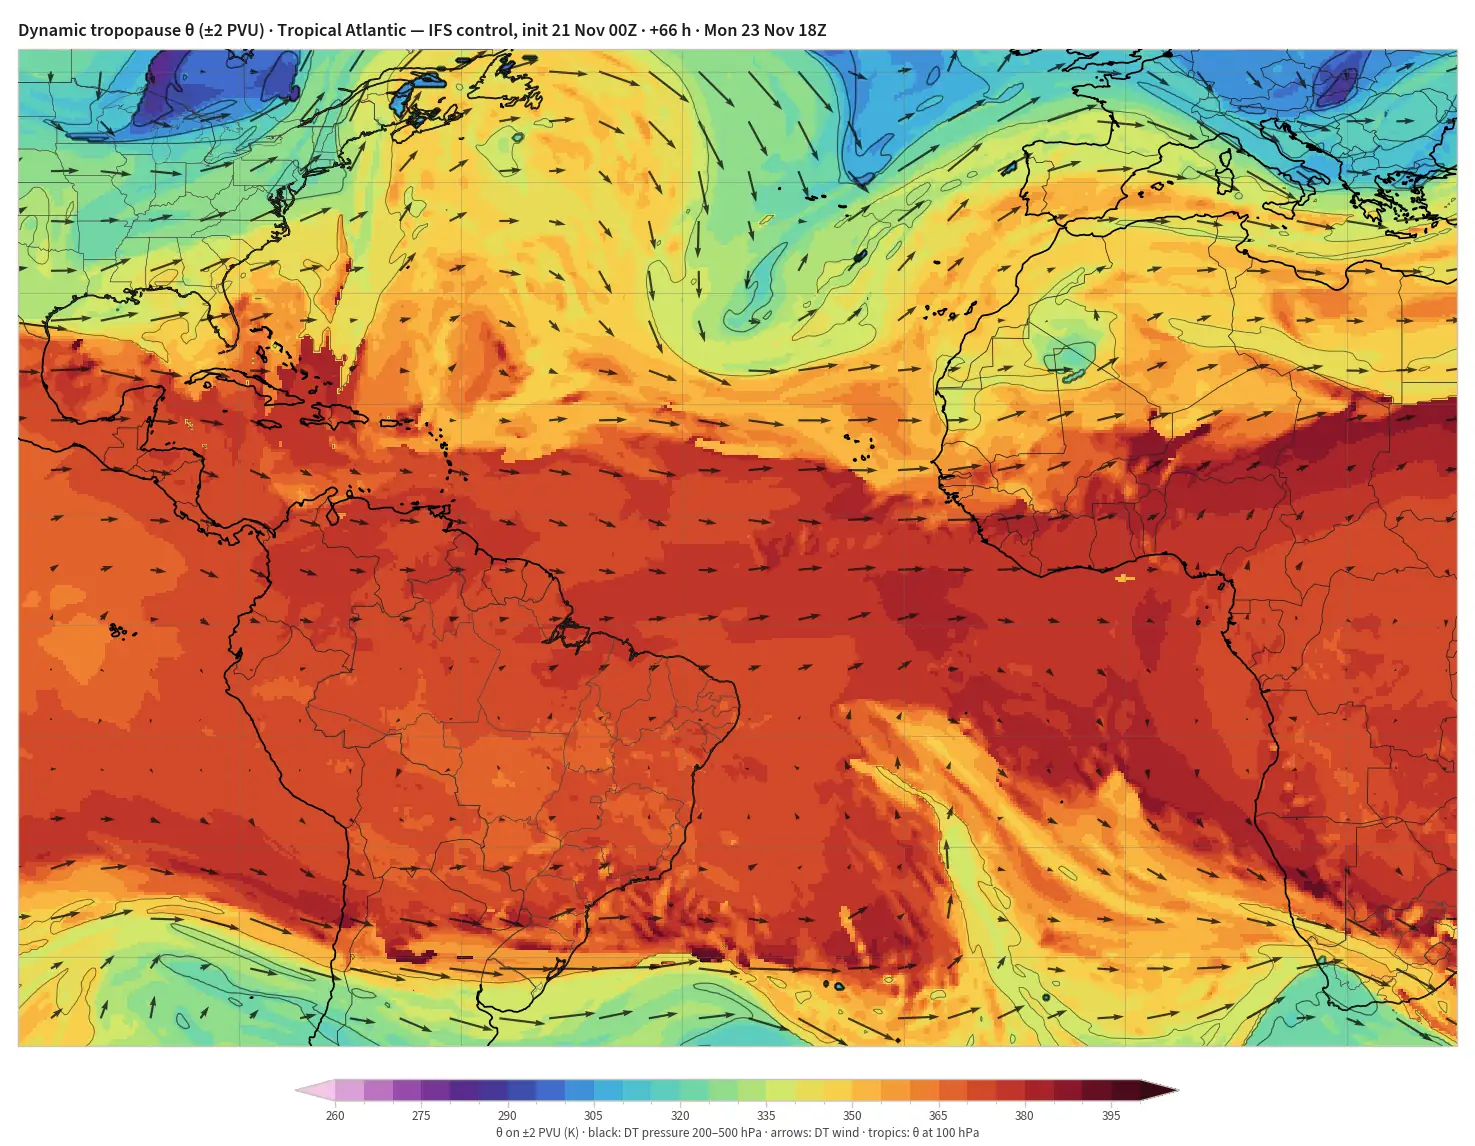 Dynamic tropopause θ (±2 PVU) · Tropical Atlantic — IFS control, init 21 Nov 00Z · +66 h · Mon 23 Nov 18Z
260 275 290 305 320 335 350 365 380 395
θ on ±2 PVU (K) · black: DT pressure 200–500 hPa · arrows: DT wind · tropics: θ at 100 hPa